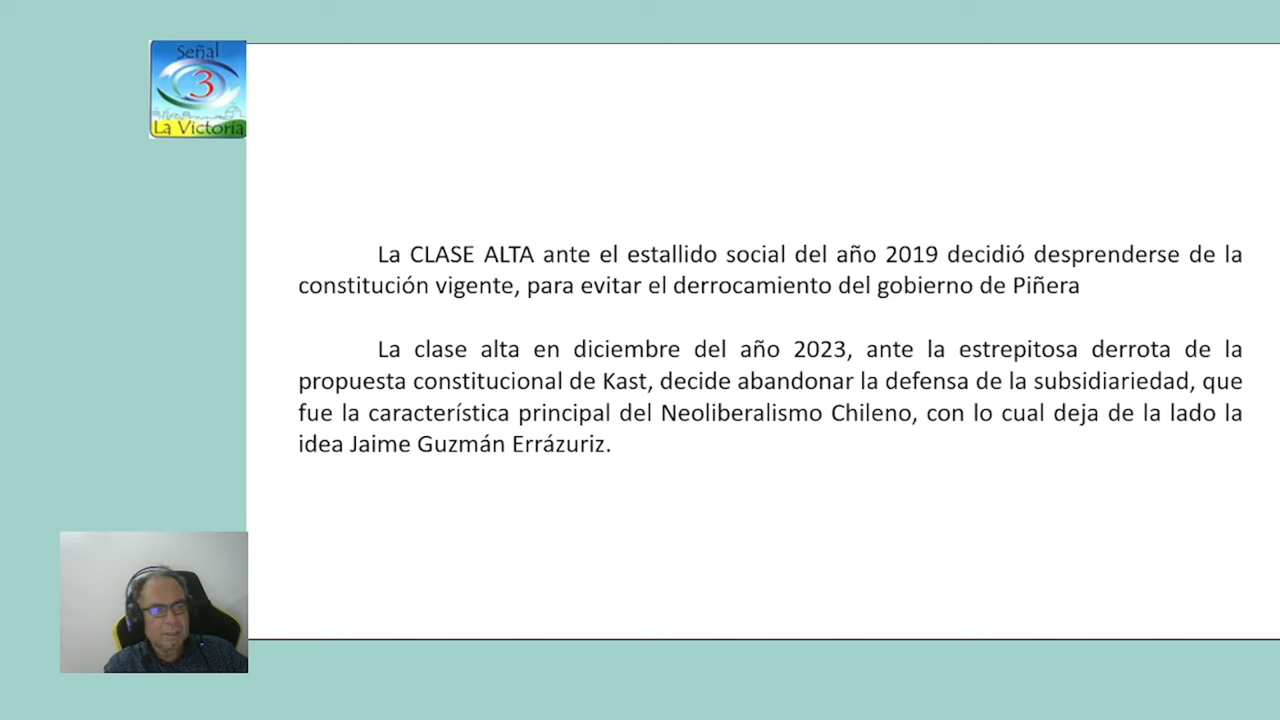 Señal
3
La Victoria
La CLASE ALTA ante el estallido social del año 2019 decidió desprenderse de la
constitución vigente, para evitar el derrocamiento del gobierno de Piñera
La clase alta en diciembre del año 2023, ante la estrepitosa derrota de la
propuesta constitucional de Kast, decide abandonar la defensa de la subsidiariedad, que
fue la característica principal del Neoliberalismo Chileno, con lo cual deja de la lado la
idea Jaime Guzmán Errázuriz.